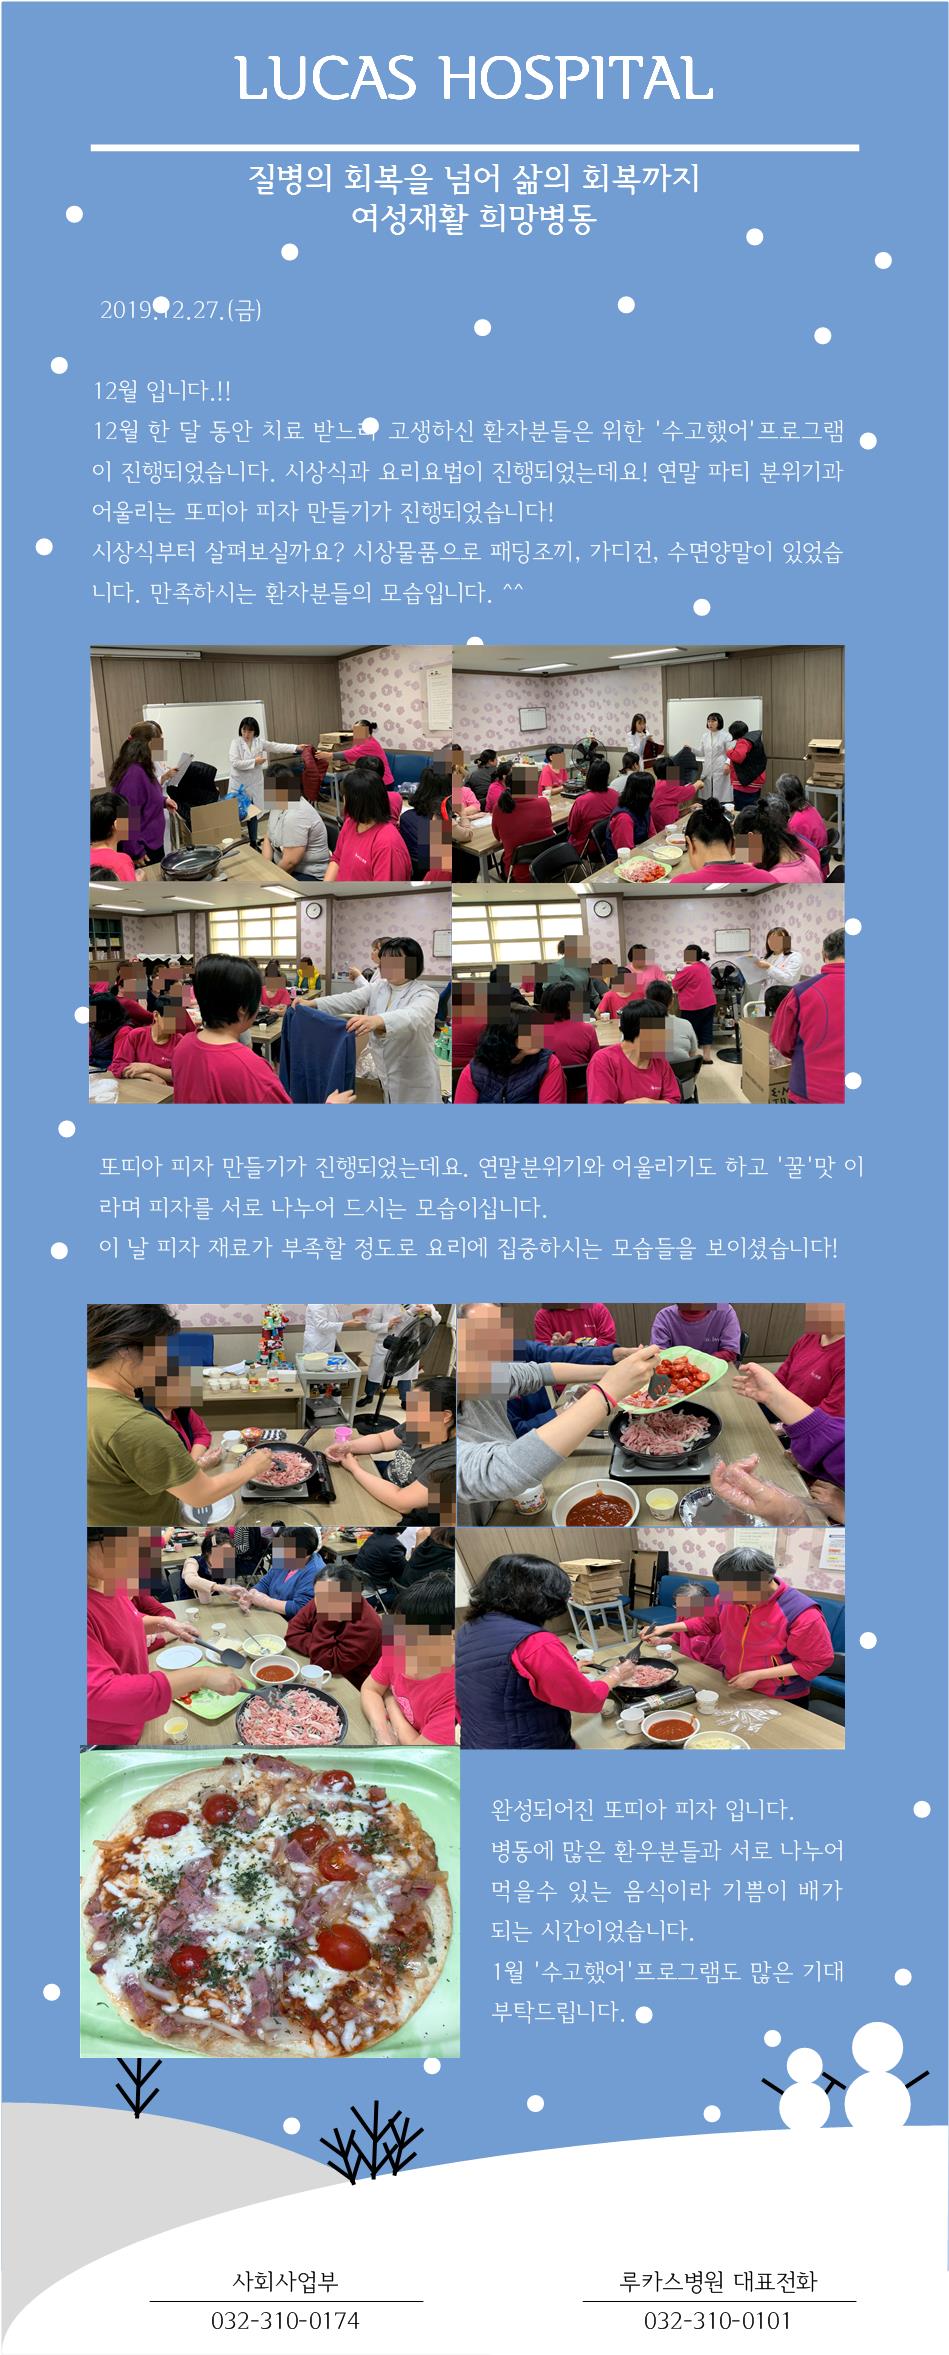 LUCAS HOSPITAL
질병의 회복을 넘어 삶의 회복까지
여성재활 희망병동
2019.12.27.(금)
12월 입니다.!!
12월 한 달 동안 치료 받느라 고생하신 환자분들은 위한 '수고했어'프로그램
이 진행되었습니다. 시상식과 요리요법이 진행되었는데요! 연말 파티 분위기과
어울리는 또띠아 피자 만들기가 진행되었습니다!
시상식부터 살펴보실까요? 시상물품으로 패딩조끼, 가디건, 수면양말이 있었습
니다. 만족하시는 환자분들의 모습입니다. ^^
또띠아 피자 만들기가 진행되었는데요. 연말분위기와 어울리기도 하고 '꿀'맛 이
라며 피자를 서로 나누어 드시는 모습이십니다.
이 날 피자 재료가 부족할 정도로 요리에 집중하시는 모습들을 보이셨습니다!
완성되어진 또띠아 피자 입니다.
병동에 많은 환우분들과 서로 나누어
먹을수 있는 음식이라 기쁨이 배가
되는 시간이었습니다.
1월 '수고했어'프로그램도 많은 기대
부탁드립니다.
사회사업부
032-310-0174
루카스병원 대표전화
032-310-0101